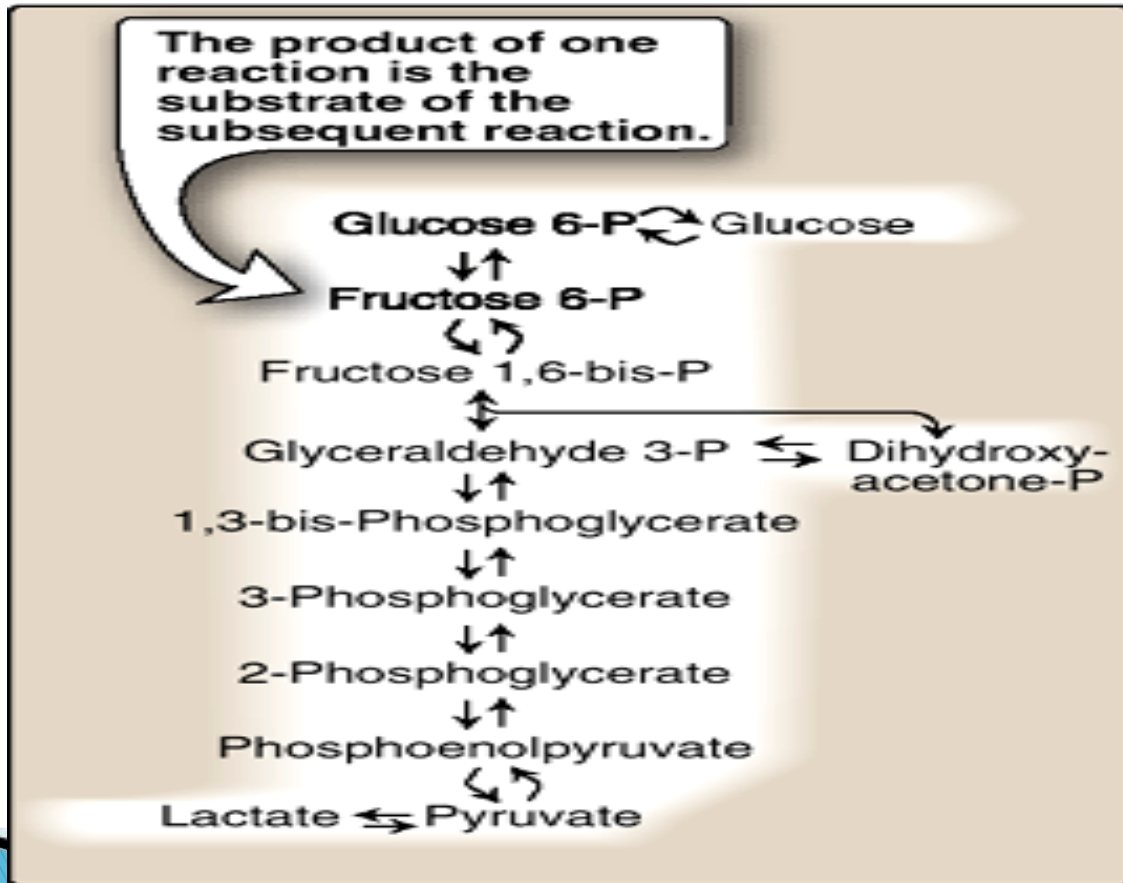 The product of one
reaction is the
substrate of the
subsequent reaction.
Glucose 6-P Glucose
Fructose 6-P
Fructose 1,6-bis-P
Glyceraldehyde 3-P Dihydroxy-
acetone-P
1,3-bis-Phosphoglycerate
3-Phosphoglycerate
2-Phosphoglycerate
Phosphoenolpyruvate
Lactate Pyruvate